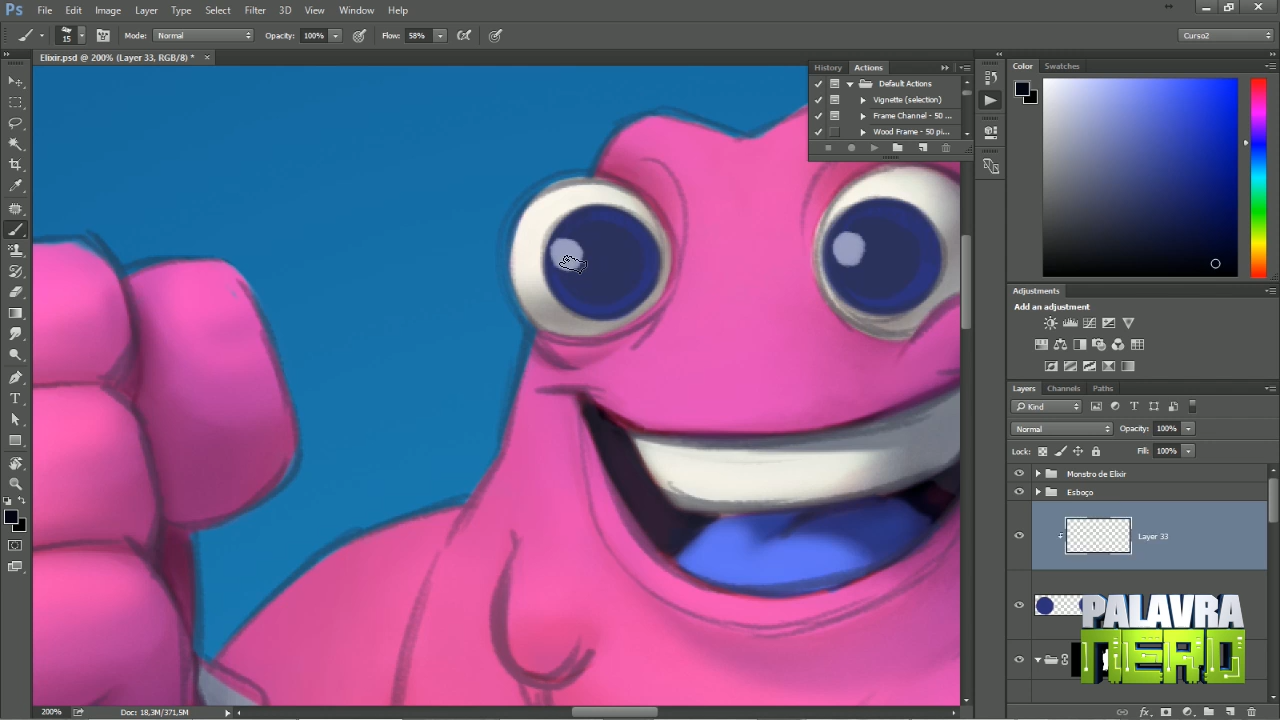 Ps File Edit Image Layer Type Select Filter 3D View Window Help
15 Mode: Normal Opacity: 100% Flow: 58% Curso2
Elixir.psd @ 200% (Layer 33, RGB/8) * ×
History Actions
Default Actions
Vignette (selection)
Frame Channel - 50 ...
Wood Frame - 50 pi...
Color Swatches
Adjustments
Add an adjustment
Layers Channels Paths
Kind
Normal Opacity: 100%
Lock: Fill: 100%
Monstro de Elixir
Esboço
Layer 33
PALAVRA
NERD
200% Doc: 18,3M/371,5M